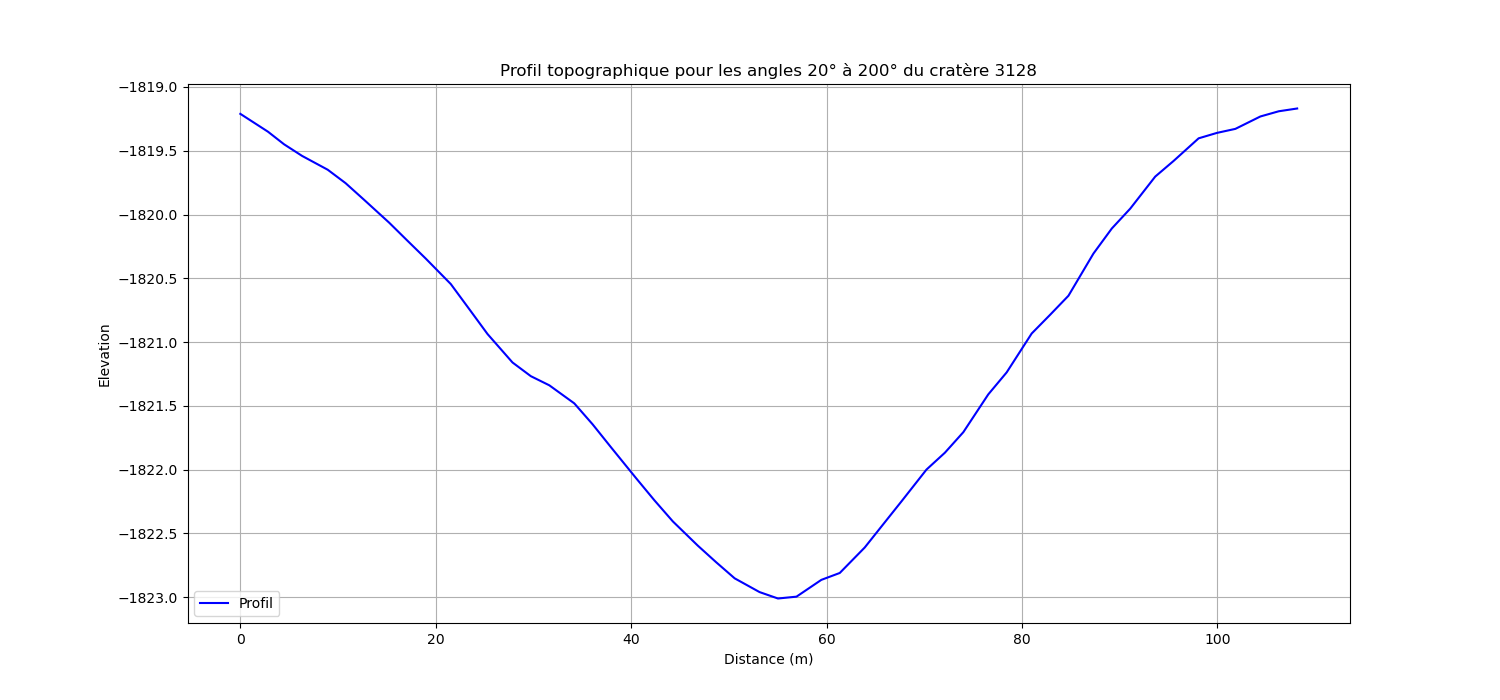 Profil topographique pour les angles 20° à 200° du cratère 3128
−1819.0
−1819.5
−1820.0
−1820.5
−1821.0
−1821.5
−1822.0
−1822.5
−1823.0
Elevation
Profil
0 20 40 60 80 100
Distance (m)